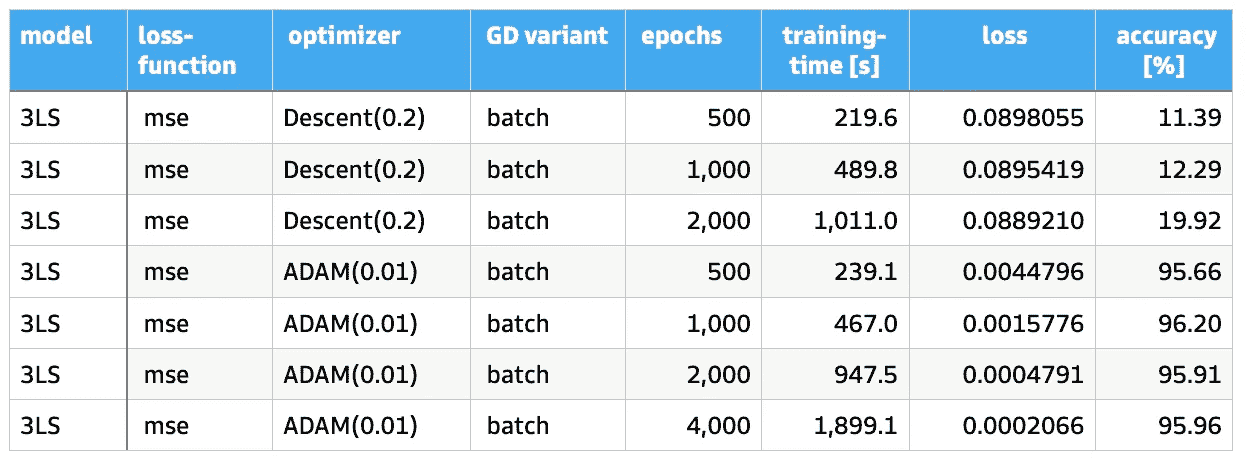 model loss-function optimizer GD variant epochs training-time [s] loss accuracy [%]
3LS mse Descent(0.2) batch 500 219.6 0.0898055 11.39
3LS mse Descent(0.2) batch 1,000 489.8 0.0895419 12.29
3LS mse Descent(0.2) batch 2,000 1,011.0 0.0889210 19.92
3LS mse ADAM(0.01) batch 500 239.1 0.0044796 95.66
3LS mse ADAM(0.01) batch 1,000 467.0 0.0015776 96.20
3LS mse ADAM(0.01) batch 2,000 947.5 0.0004791 95.91
3LS mse ADAM(0.01) batch 4,000 1,899.1 0.0002066 95.96